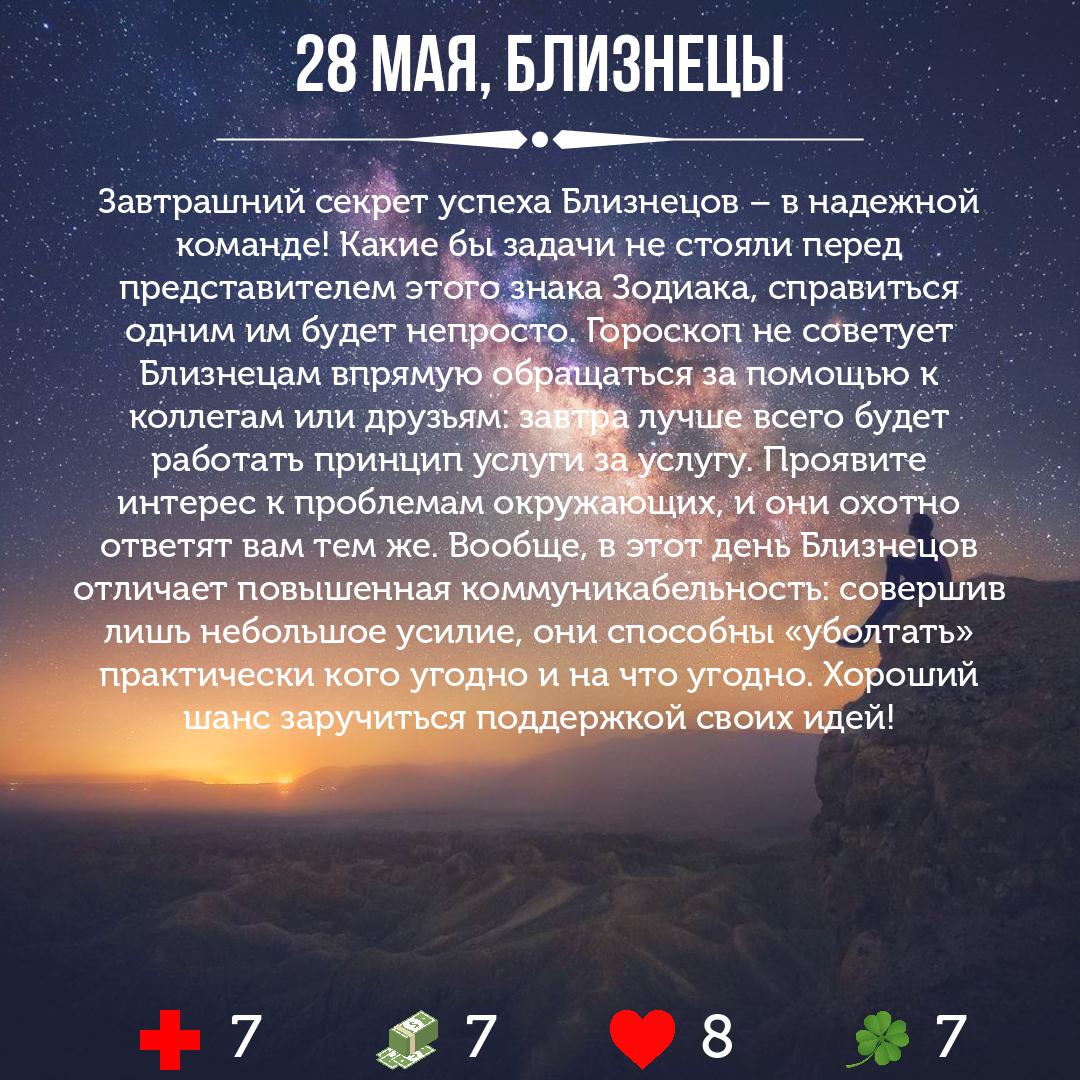 28 МАЯ, БЛИЗНЕЦЫ
Завтрашний секрет успеха Близнецов – в надежной
команде! Какие бы задачи не стояли перед
представителем этого знака Зодиака, справиться
одним им будет непросто. Гороскоп не советует
Близнецам впрямую обращаться за помощью к
коллегам или друзьям: завтра лучше всего будет
работать принцип услуги за услугу. Проявите
интерес к проблемам окружающих, и они охотно
ответят вам тем же. Вообще, в этот день Близнецов
отличает повышенная коммуникабельность: совершив
лишь небольшое усилие, они способны «уболтать»
практически кого угодно и на что угодно. Хороший
шанс заручиться поддержкой своих идей!
7 7 8 7